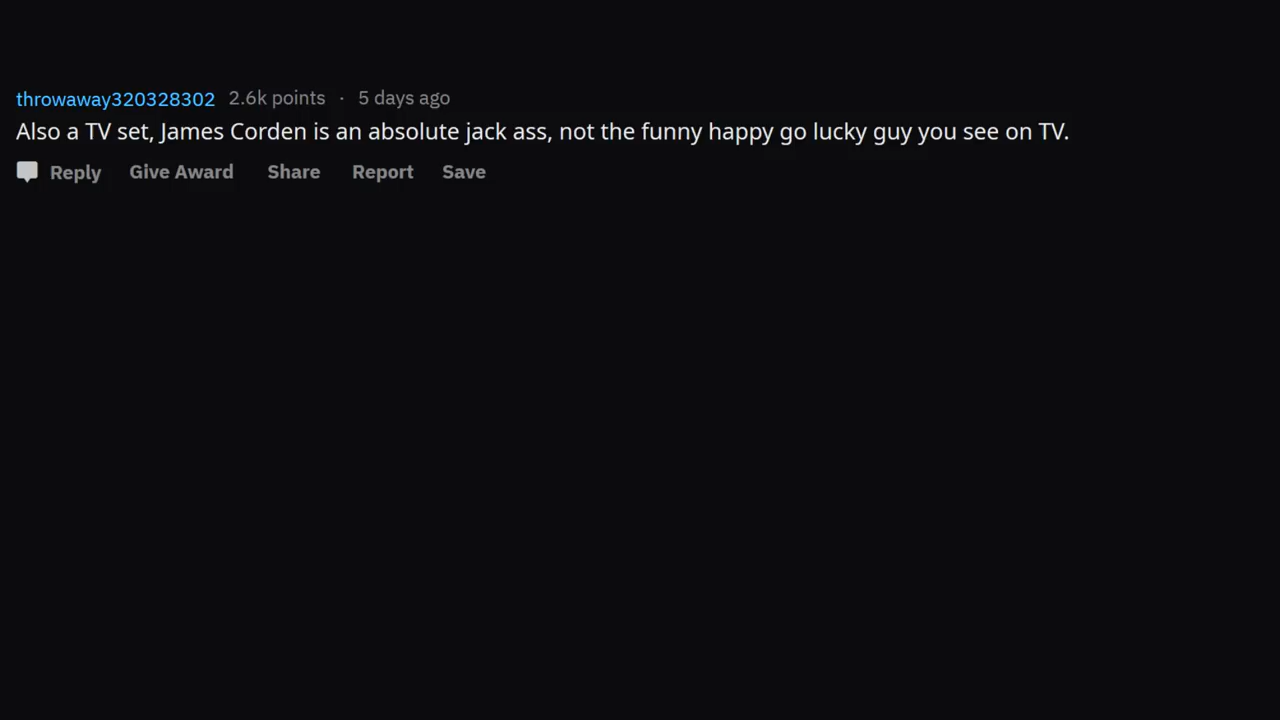 throwaway320328302 2.6k points · 5 days ago
Also a TV set, James Corden is an absolute jack ass, not the funny happy go lucky guy you see on TV.
Reply Give Award Share Report Save